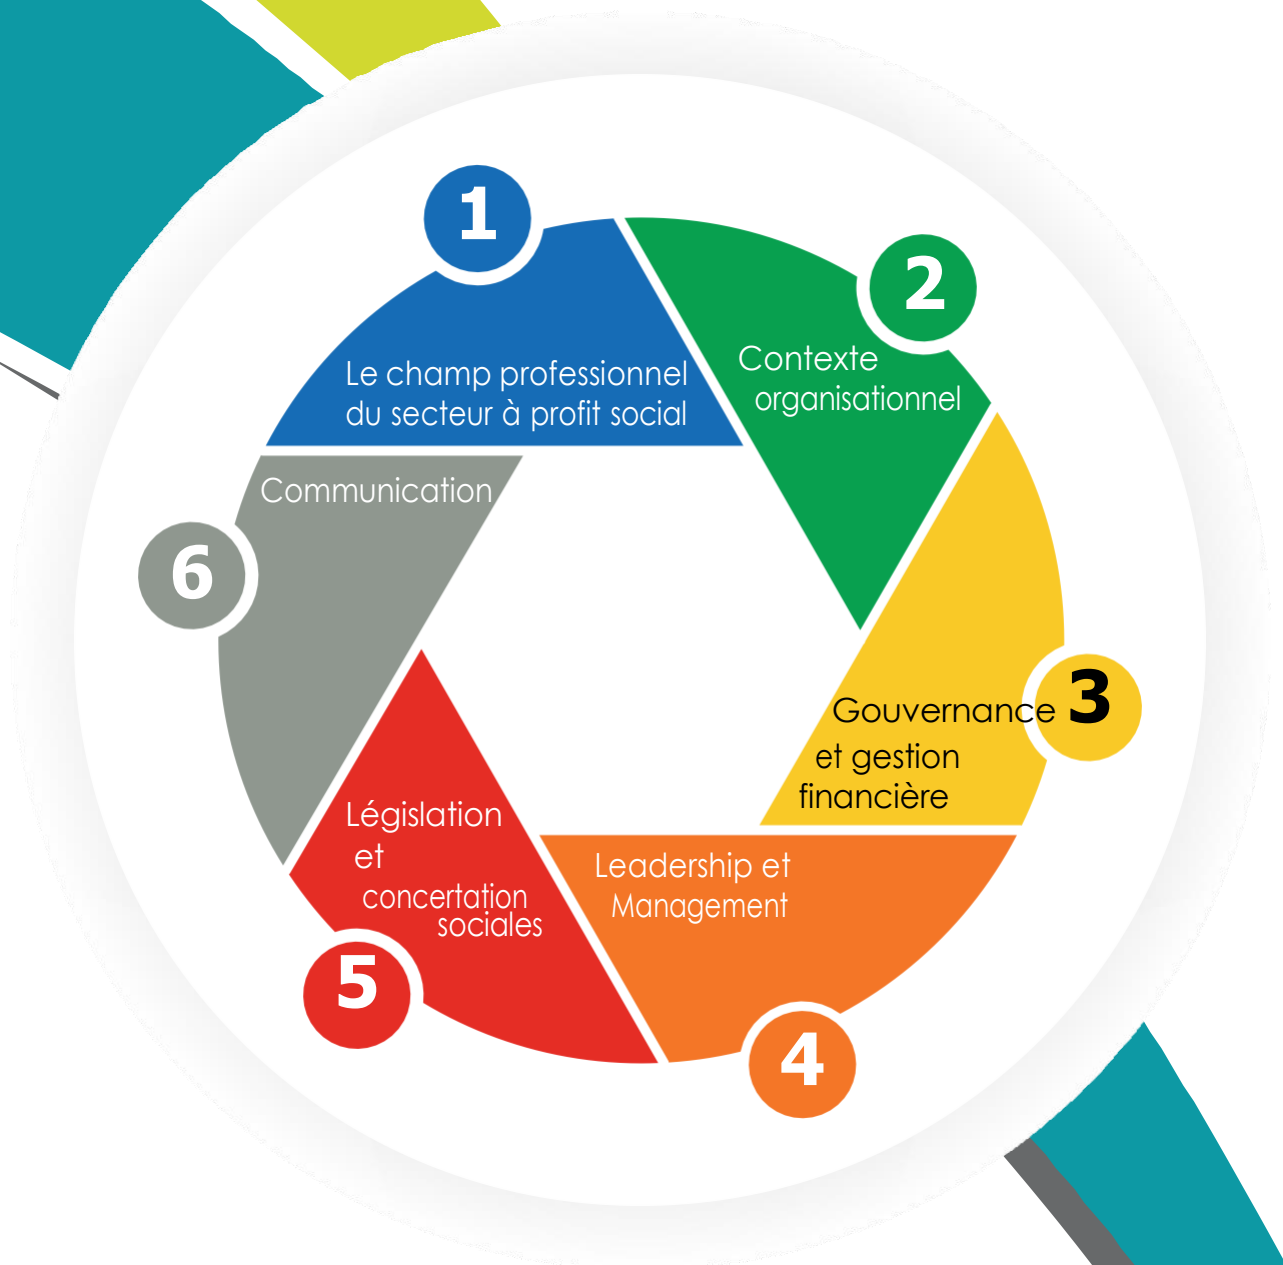 1
Le champ professionnel
du secteur à profit social
2
Contexte
organisationnel
3
Gouvernance
et gestion
financière
4
Leadership et
Management
5
Législation
et
concertation
sociales
6
Communication